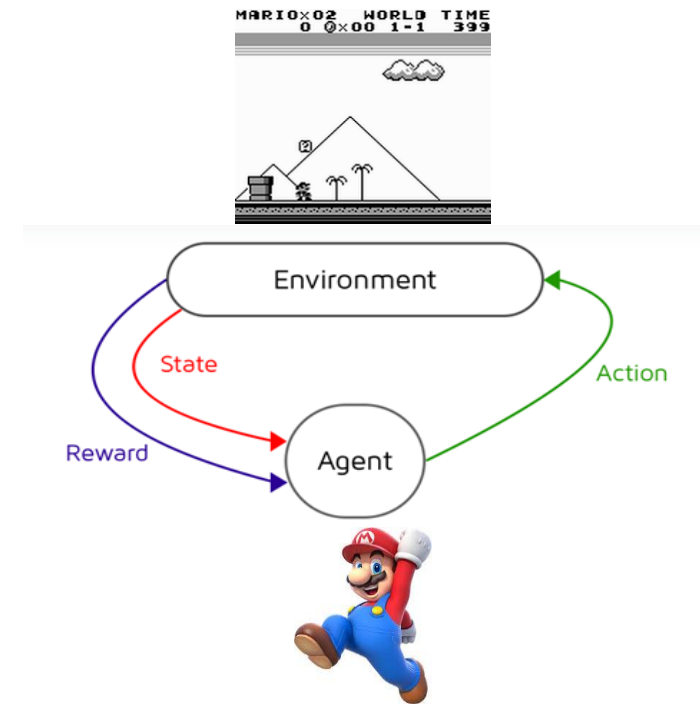 MARIO×02 WORLD TIME
0 ×00 1-1 399
?
Environment
State
Action
Reward
Agent
M